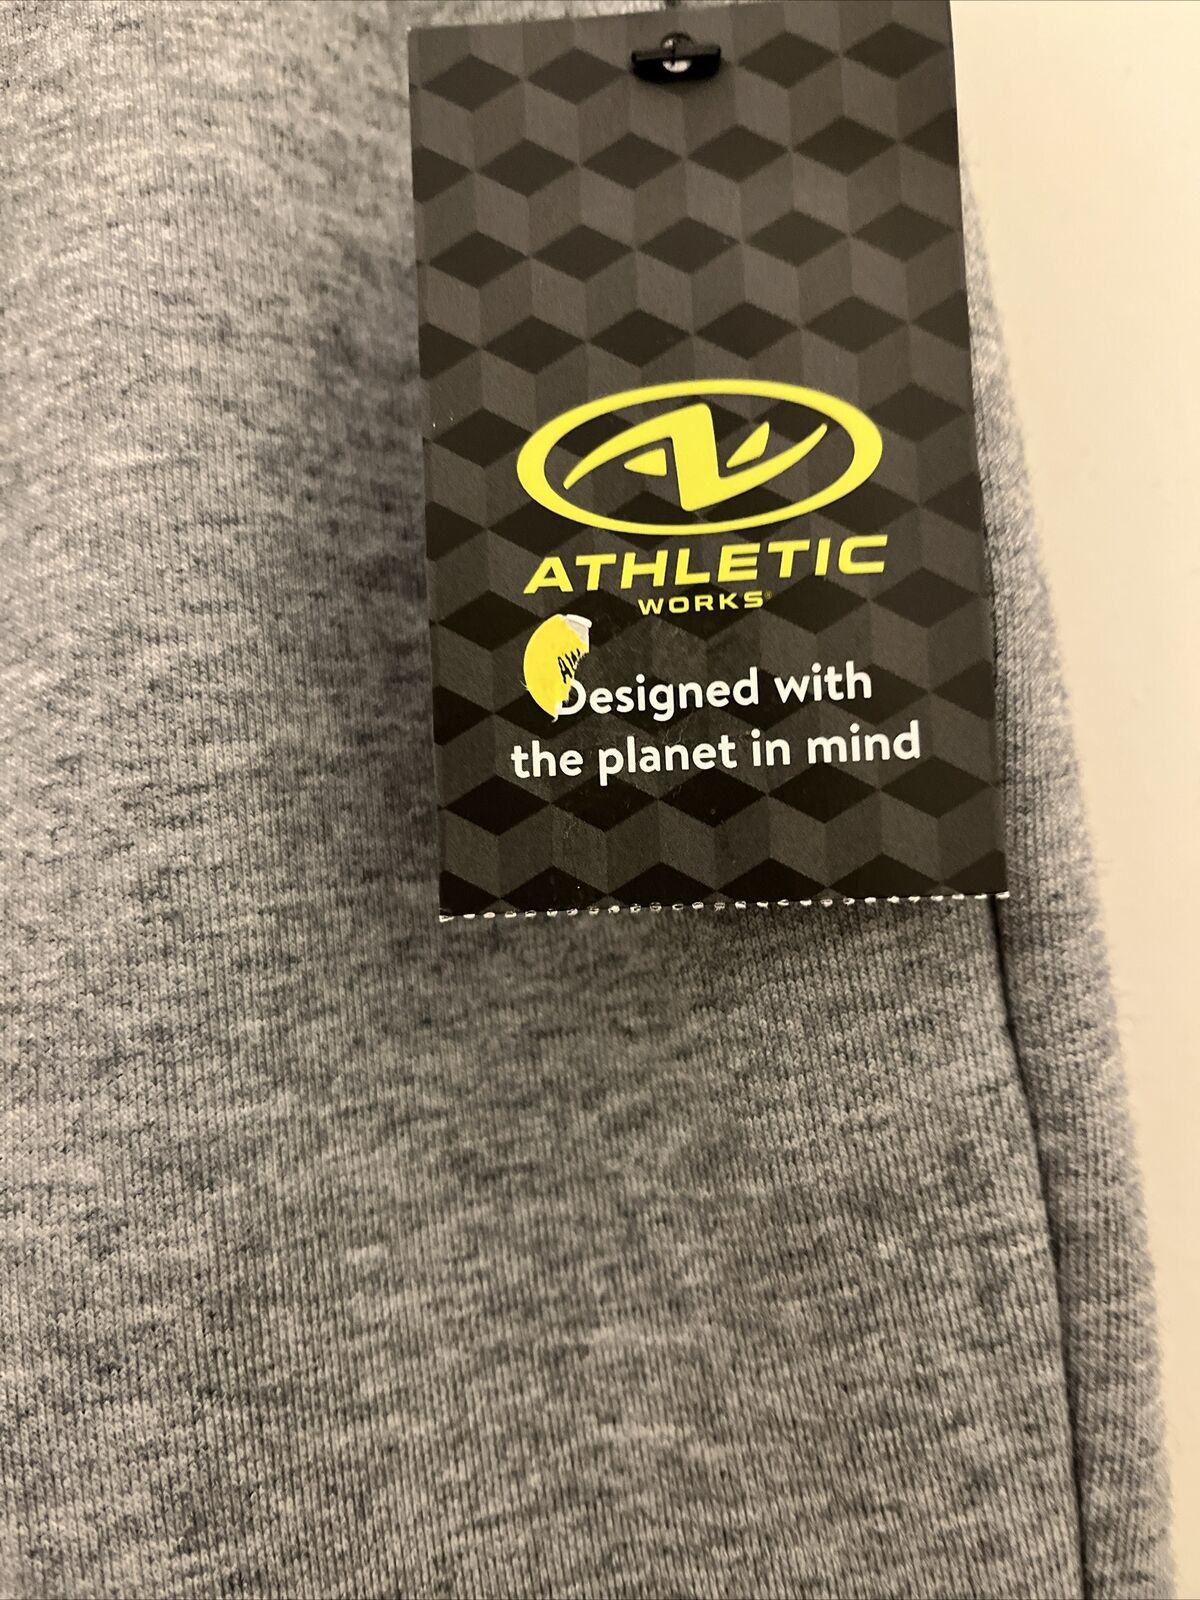 ATHLETIC
WORKS
Designed with
the planet in mind